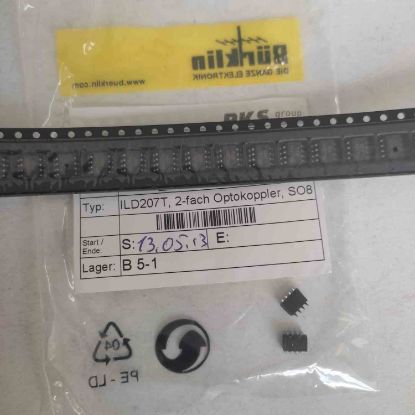 Bürklin
DIE GANZE ELEKTRONIK
www.buerklin.com
group
Typ: ILD207T, 2-fach Optokoppler, SO8
Start / Ende: S: 13.05.13 E:
Lager: B 5-1
04
PE-LD